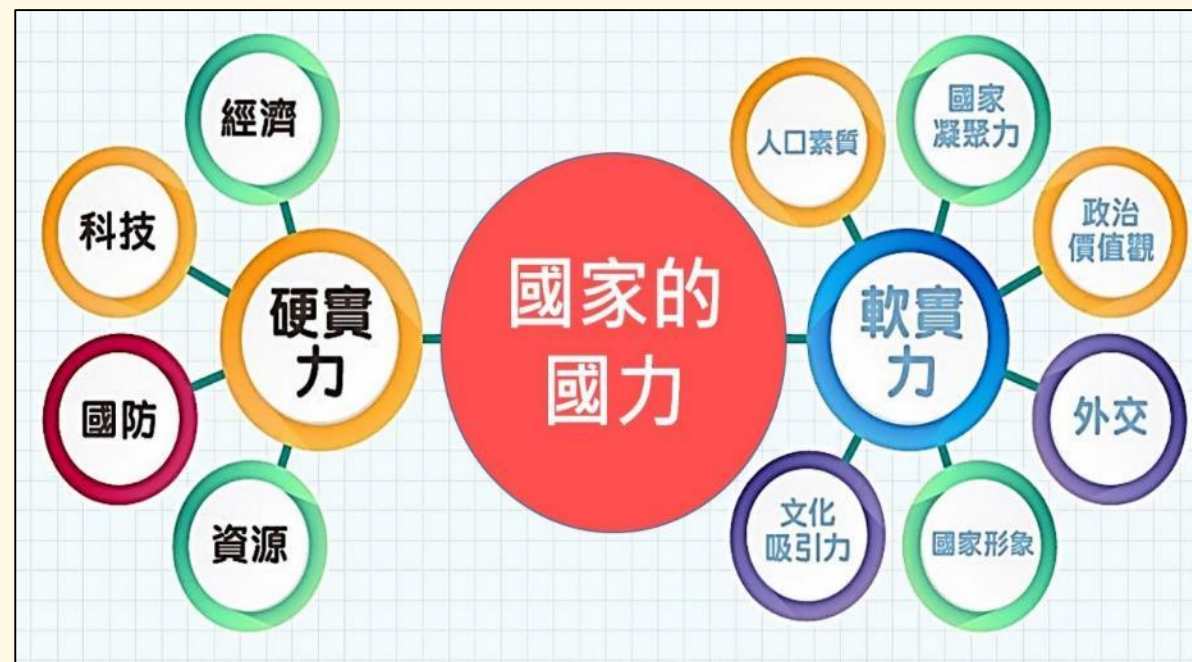 國家的
國力
硬實
力
經濟
科技
國防
資源
軟實
力
人口素質
國家
凝聚力
政治
價值觀
外交
國家形象
文化
吸引力